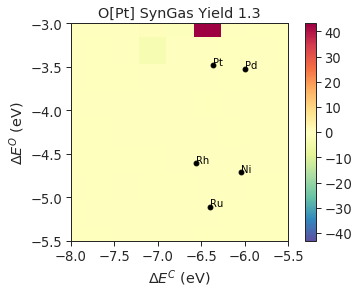 O[Pt] SynGas Yield 1.3
ΔE^O (eV)
−3.0
−3.5
−4.0
−4.5
−5.0
−5.5
Pt
Pd
Rh
Ni
Ru
−8.0 −7.5 −7.0 −6.5 −6.0 −5.5
ΔE^C (eV)
40
30
20
10
0
−10
−20
−30
−40